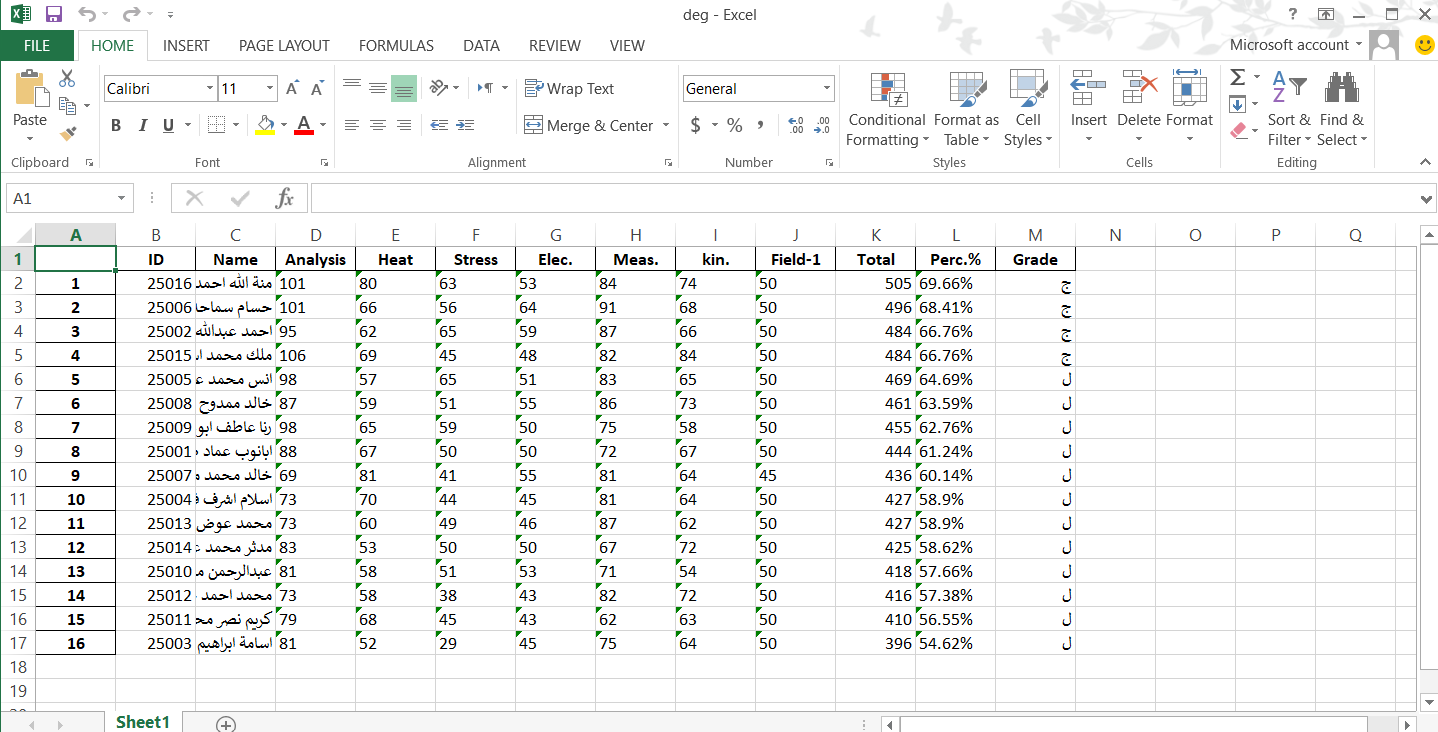 deg - Excel
FILE HOME INSERT PAGE LAYOUT FORMULAS DATA REVIEW VIEW Microsoft account
Paste Calibri 11 Wrap Text General Conditional Formatting Format as Table Cell Styles Insert Delete Format Sort & Filter Find & Select
B I U Merge & Center $ % ,
Clipboard Font Alignment Number Styles Cells Editing
A1 fx
A B C D E F G H I J K L M N O P Q
1 ID Name Analysis Heat Stress Elec. Meas. kin. Field-1 Total Perc.% Grade
2 1 25016 منة الله احمد 101 80 63 53 84 74 50 505 69.66% ج
3 2 25006 حسام سماحة 101 66 56 64 91 68 50 496 68.41% ج
4 3 25002 احمد عبدالله 95 62 65 59 87 66 50 484 66.76% ج
5 4 25015 ملك محمد 106 69 45 48 82 84 50 484 66.76% ج
6 5 25005 انس محمد 98 57 65 51 83 65 50 469 64.69% ل
7 6 25008 خالد ممدوح 87 59 51 55 86 73 50 461 63.59% ل
8 7 25009 رنا عاطف ابو 98 65 59 50 75 58 50 455 62.76% ل
9 8 25001 ابانوب عماد 88 67 50 50 72 67 50 444 61.24% ل
10 9 25007 خالد محمد 69 81 41 55 81 64 45 436 60.14% ل
11 10 25004 اسلام اشرف 73 70 44 45 81 64 50 427 58.9% ل
12 11 25013 محمد عوض 73 60 49 46 87 62 50 427 58.9% ل
13 12 25014 مدثر محمد 83 53 50 50 67 72 50 425 58.62% ل
14 13 25010 عبدالرحمن 81 58 51 53 71 54 50 418 57.66% ل
15 14 25012 محمد احمد 73 58 38 43 82 72 50 416 57.38% ل
16 15 25011 كريم نصر 79 68 45 43 62 63 50 410 56.55% ل
17 16 25003 اسامة ابراهيم 81 52 29 45 75 64 50 396 54.62% ل
18
19
Sheet1